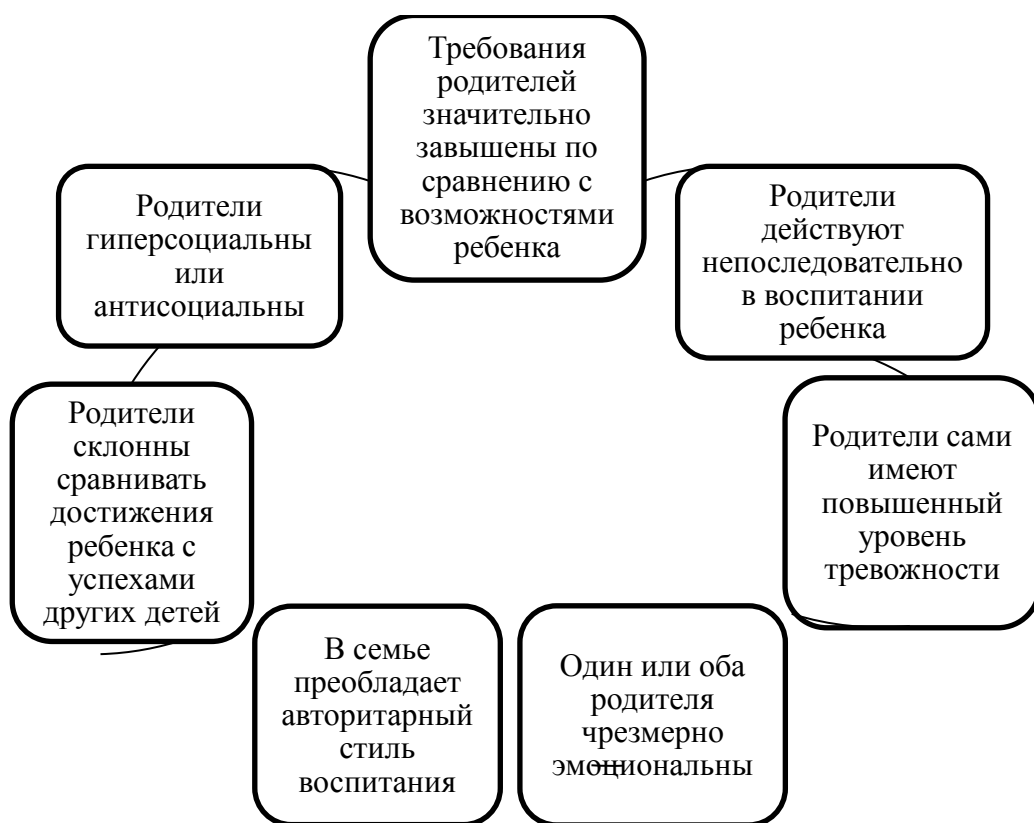 Требования
родителей
значительно
завышены по
сравнению с
возможностями
ребенка
Родители
действуют
непоследовательно
в воспитании
ребенка
Родители сами
имеют
повышенный
уровень
тревожности
Один или оба
родителя
чрезмерно
эмоциональны
В семье
преобладает
авторитарный
стиль
воспитания
Родители
склонны
сравнивать
достижения
ребенка с
успехами
других детей
Родители
гиперсоциальны
или
антисоциальны